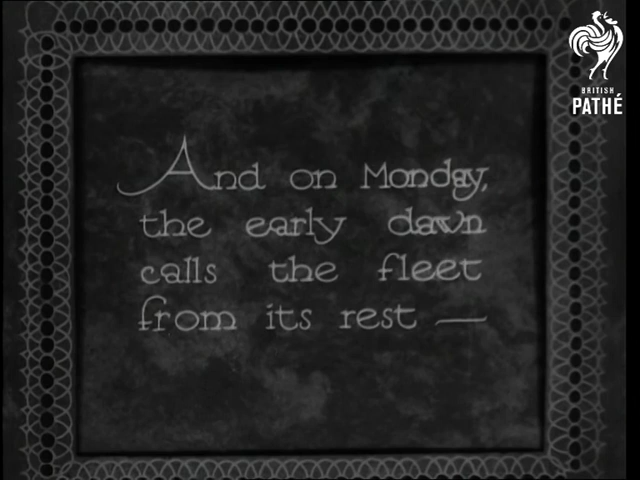 And on Monday,
the early dawn
calls the fleet
from its rest —
BRITISH
PATHÉ